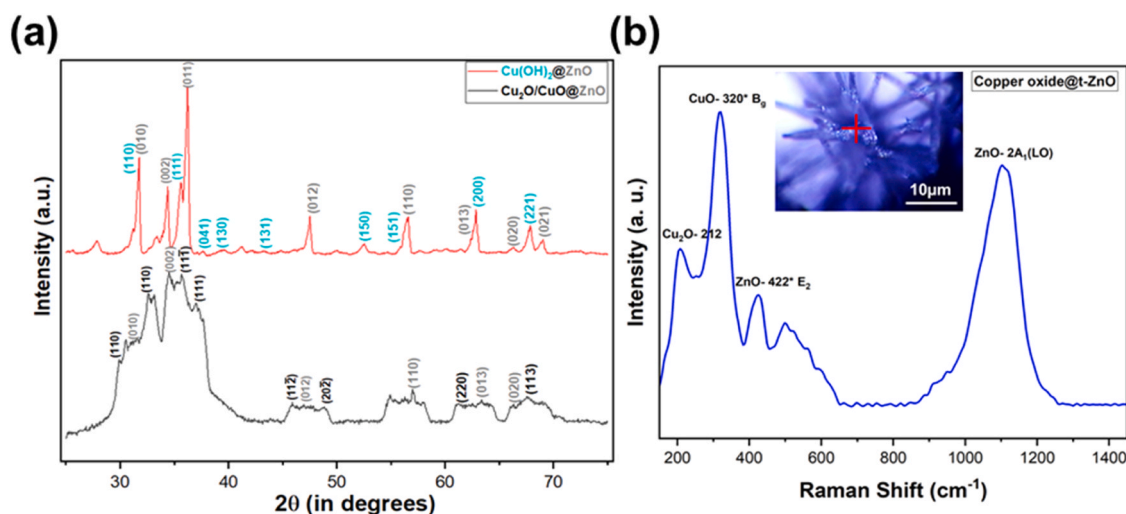 (a)
Cu(OH)₂@ZnO
Cu₂O/CuO@ZnO
(110)
(010)
(002)
(111)
(011)
(041)
(130)
(131)
(012)
(150)
(151)
(110)
(013)
(200)
(020)
(221)
(021)
(110)
(010)
(110)
(002)
(111̄)
(111)
(112̄)
(012)
(202̄)
(110)
(220)
(013)
(020)
(113)
Intensity (a.u.)
30 40 50 60 70
2θ (in degrees)
(b)
Copper oxide@t-ZnO
CuO- 320* Bg
Cu₂O- 212
ZnO- 422* E₂
ZnO- 2A₁(LO)
10µm
Intensity (a. u.)
200 400 600 800 1000 1200 1400
Raman Shift (cm⁻¹)